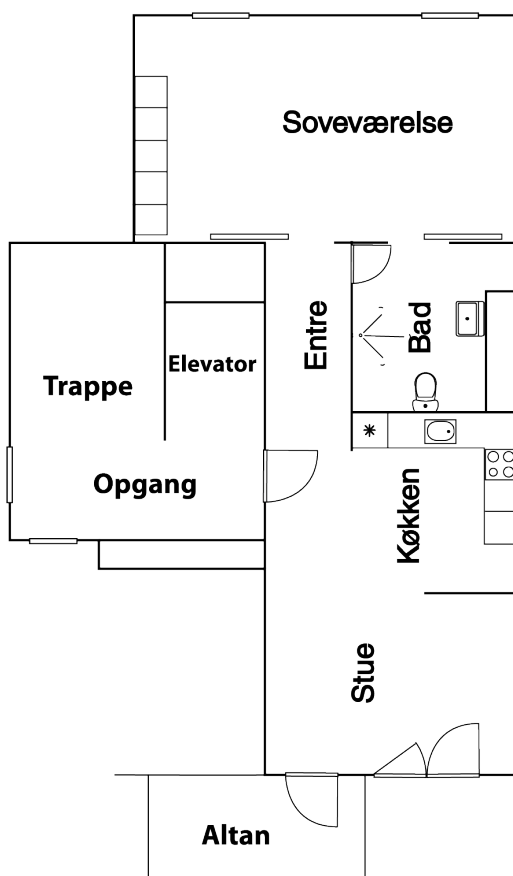 Soveværelse
Entre
Bad
Elevator
Trappe
Opgang
Køkken
Stue
Altan